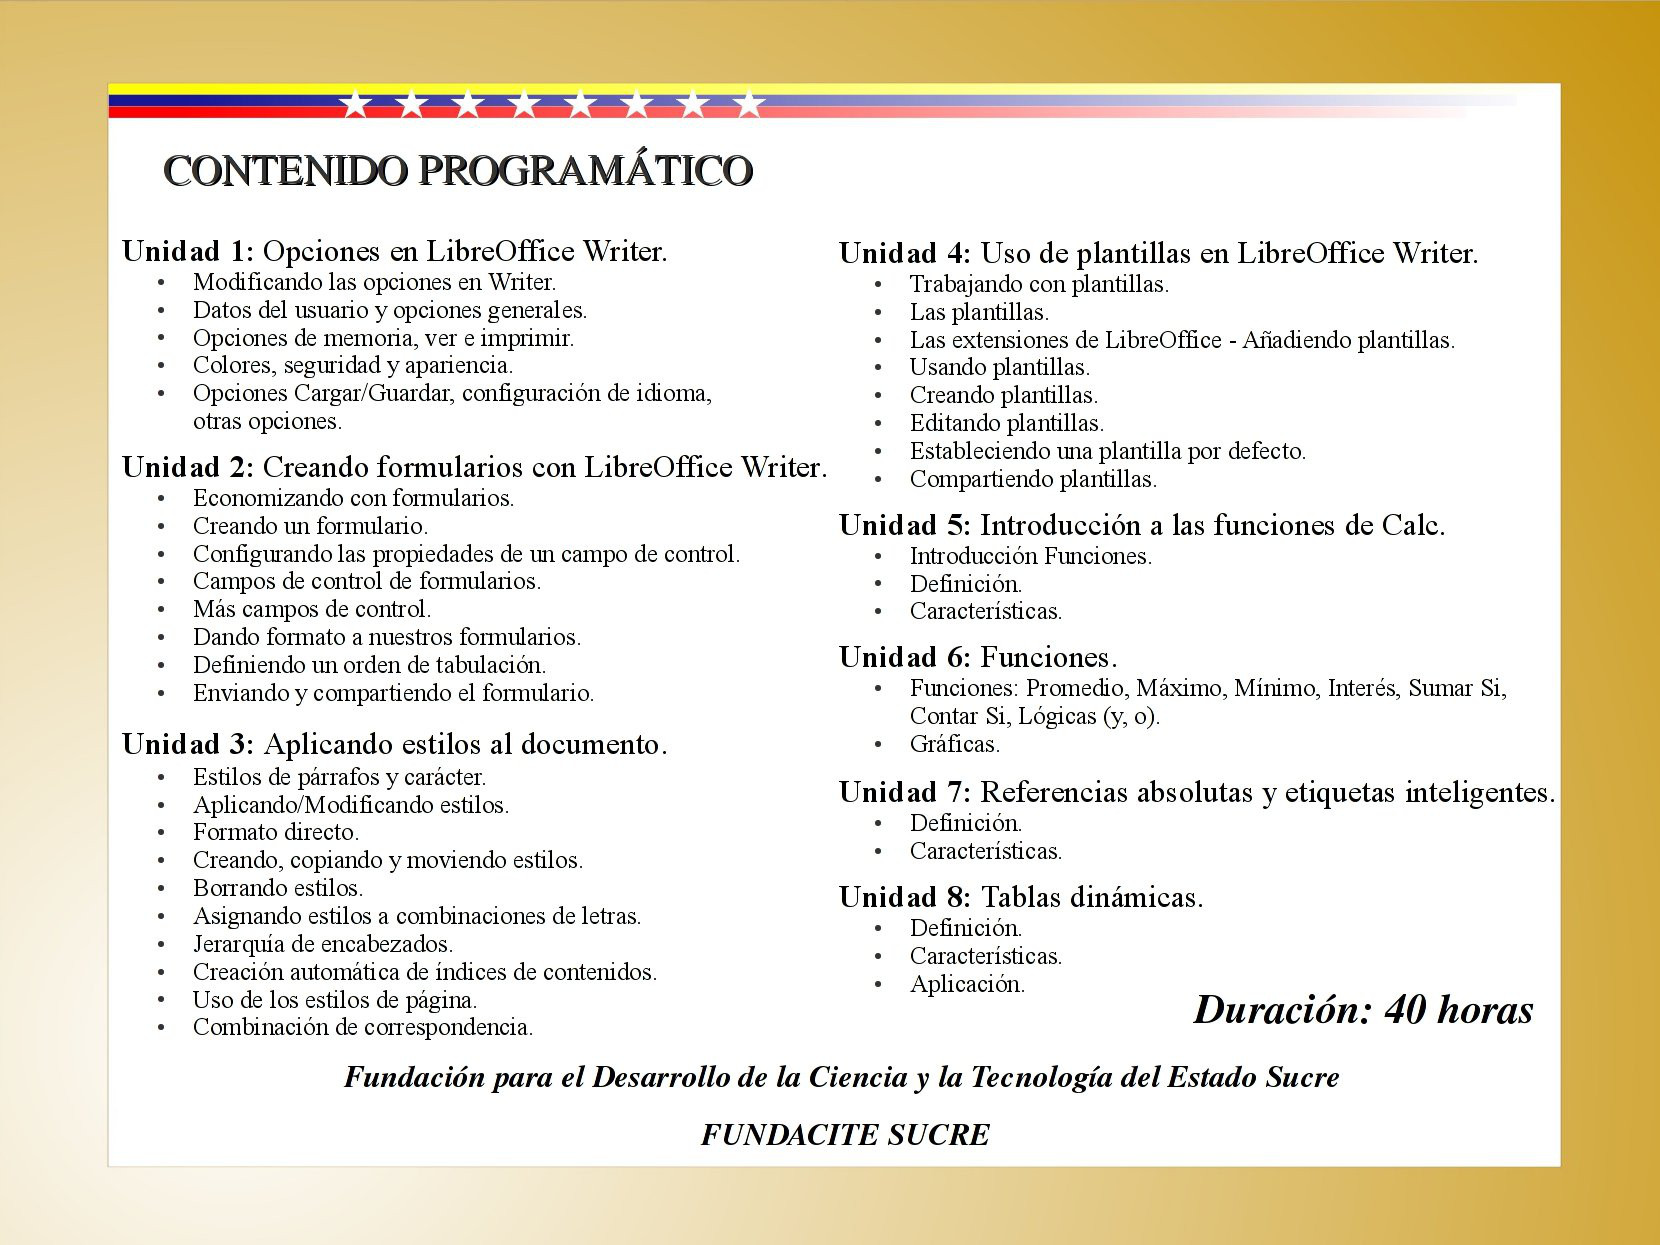 CONTENIDO PROGRAMÁTICO
Unidad 1: Opciones en LibreOffice Writer.
• Modificando las opciones en Writer.
• Datos del usuario y opciones generales.
• Opciones de memoria, ver e imprimir.
• Colores, seguridad y apariencia.
• Opciones Cargar/Guardar, configuración de idioma,
otras opciones.
Unidad 2: Creando formularios con LibreOffice Writer.
• Economizando con formularios.
• Creando un formulario.
• Configurando las propiedades de un campo de control.
• Campos de control de formularios.
• Más campos de control.
• Dando formato a nuestros formularios.
• Definiendo un orden de tabulación.
• Enviando y compartiendo el formulario.
Unidad 3: Aplicando estilos al documento.
• Estilos de párrafos y carácter.
• Aplicando/Modificando estilos.
• Formato directo.
• Creando, copiando y moviendo estilos.
• Borrando estilos.
• Asignando estilos a combinaciones de letras.
• Jerarquía de encabezados.
• Creación automática de índices de contenidos.
• Uso de los estilos de página.
• Combinación de correspondencia.
Unidad 4: Uso de plantillas en LibreOffice Writer.
• Trabajando con plantillas.
• Las plantillas.
• Las extensiones de LibreOffice - Añadiendo plantillas.
• Usando plantillas.
• Creando plantillas.
• Editando plantillas.
• Estableciendo una plantilla por defecto.
• Compartiendo plantillas.
Unidad 5: Introducción a las funciones de Calc.
• Introducción Funciones.
• Definición.
• Características.
Unidad 6: Funciones.
• Funciones: Promedio, Máximo, Mínimo, Interés, Sumar Si,
Contar Si, Lógicas (y, o).
• Gráficas.
Unidad 7: Referencias absolutas y etiquetas inteligentes.
• Definición.
• Características.
Unidad 8: Tablas dinámicas.
• Definición.
• Características.
• Aplicación.
Duración: 40 horas
Fundación para el Desarrollo de la Ciencia y la Tecnología del Estado Sucre
FUNDACITE SUCRE